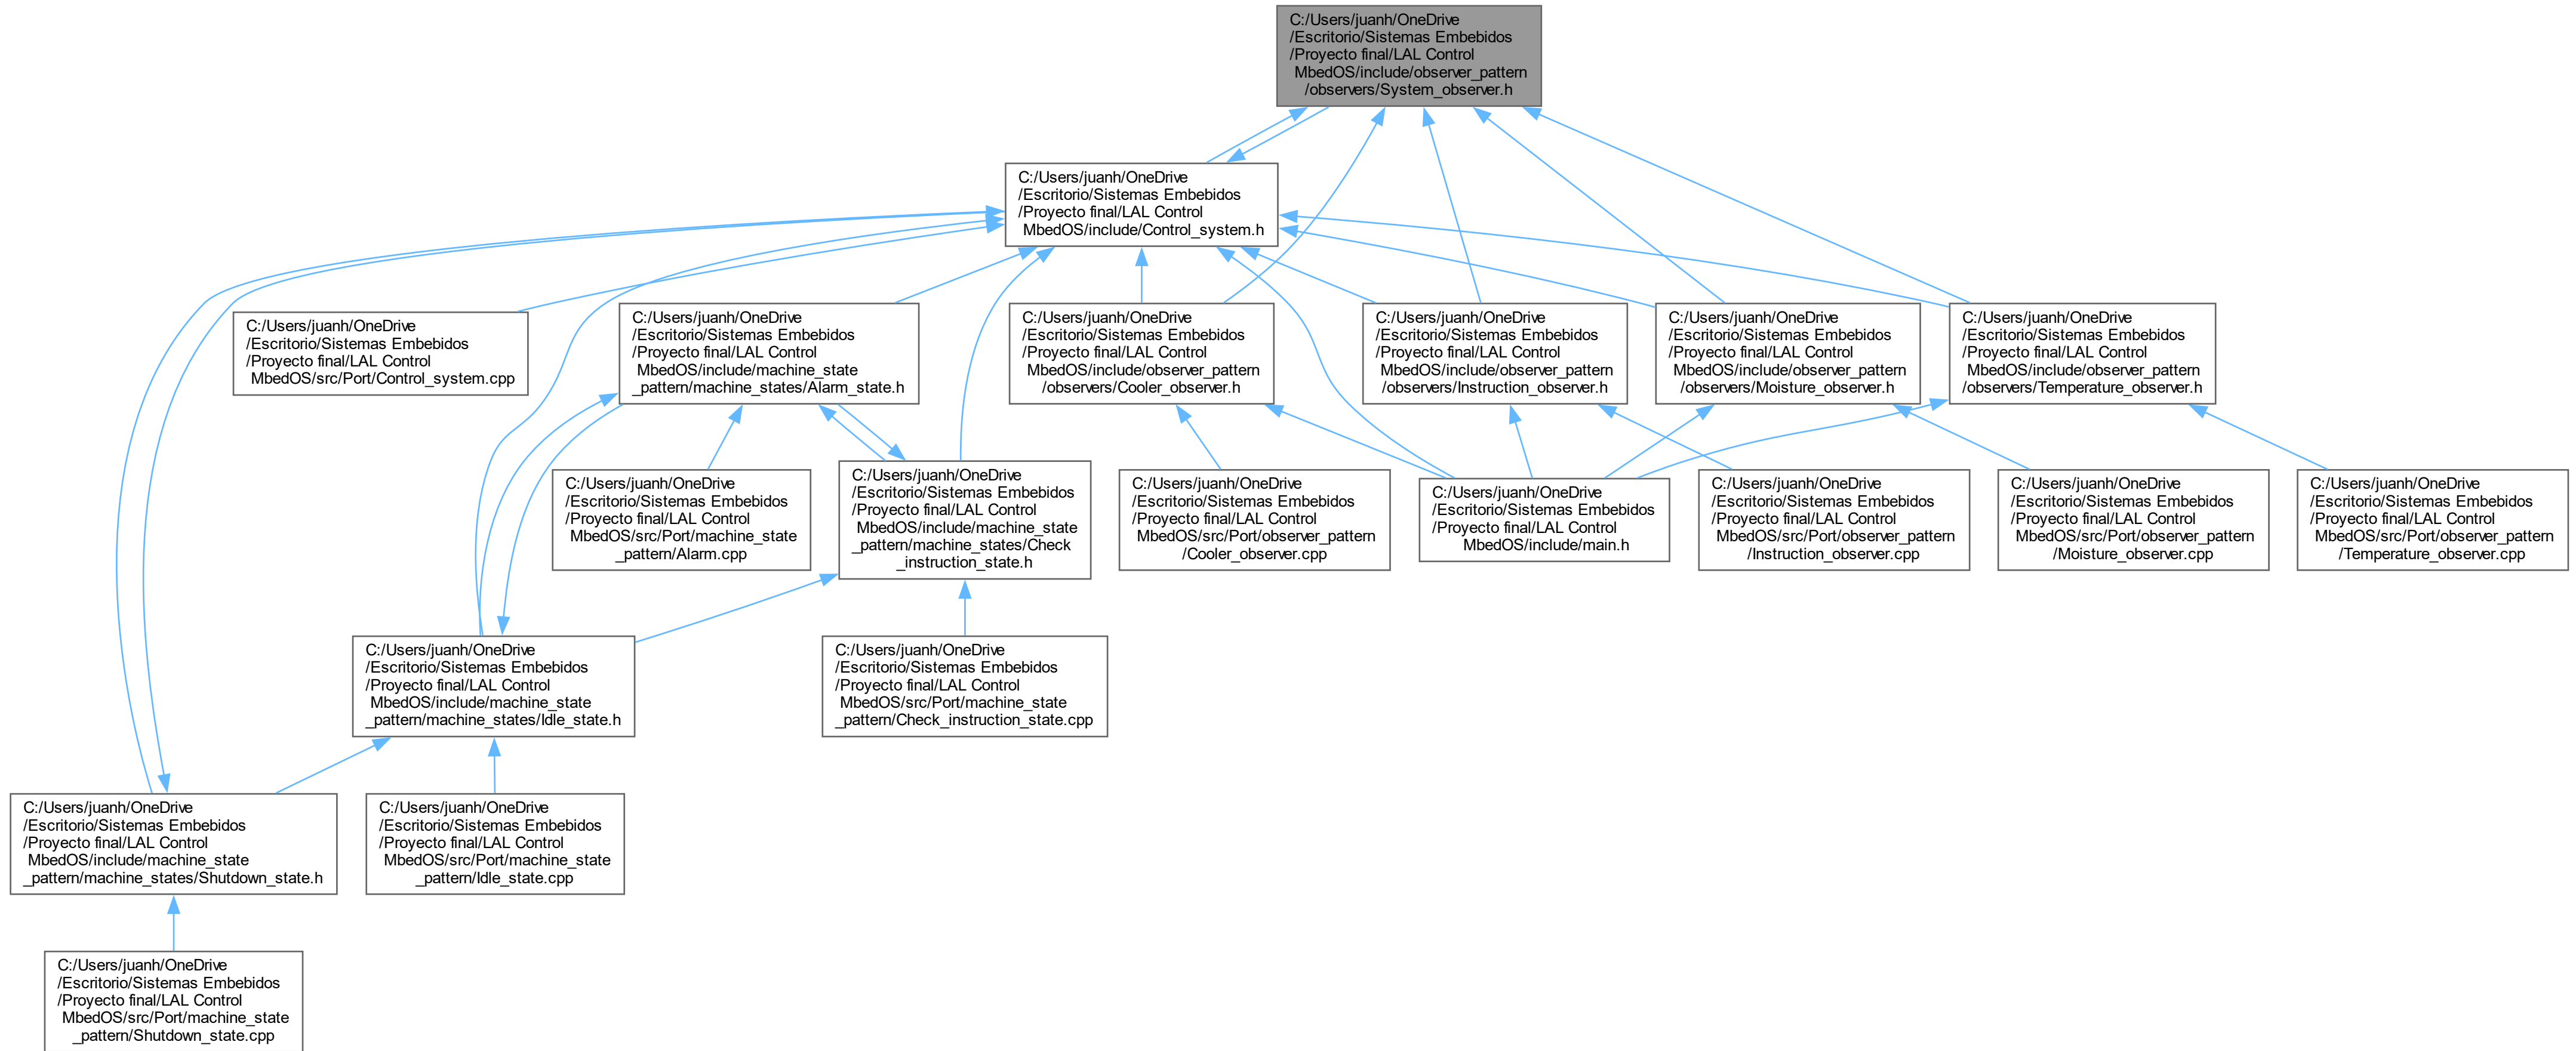 C:/Users/juanh/OneDrive
/Escritorio/Sistemas Embebidos
/Proyecto final/LAL Control
MbedOS/include/observer_pattern
/observers/System_observer.h
C:/Users/juanh/OneDrive
/Escritorio/Sistemas Embebidos
/Proyecto final/LAL Control
MbedOS/include/Control_system.h
C:/Users/juanh/OneDrive
/Escritorio/Sistemas Embebidos
/Proyecto final/LAL Control
MbedOS/src/Port/Control_system.cpp
C:/Users/juanh/OneDrive
/Escritorio/Sistemas Embebidos
/Proyecto final/LAL Control
MbedOS/include/machine_state
_pattern/machine_states/Alarm_state.h
C:/Users/juanh/OneDrive
/Escritorio/Sistemas Embebidos
/Proyecto final/LAL Control
MbedOS/include/observer_pattern
/observers/Cooler_observer.h
C:/Users/juanh/OneDrive
/Escritorio/Sistemas Embebidos
/Proyecto final/LAL Control
MbedOS/include/observer_pattern
/observers/Instruction_observer.h
C:/Users/juanh/OneDrive
/Escritorio/Sistemas Embebidos
/Proyecto final/LAL Control
MbedOS/include/observer_pattern
/observers/Moisture_observer.h
C:/Users/juanh/OneDrive
/Escritorio/Sistemas Embebidos
/Proyecto final/LAL Control
MbedOS/include/observer_pattern
/observers/Temperature_observer.h
C:/Users/juanh/OneDrive
/Escritorio/Sistemas Embebidos
/Proyecto final/LAL Control
MbedOS/src/Port/machine_state
_pattern/Alarm.cpp
C:/Users/juanh/OneDrive
/Escritorio/Sistemas Embebidos
/Proyecto final/LAL Control
MbedOS/include/machine_state
_pattern/machine_states/Check
_instruction_state.h
C:/Users/juanh/OneDrive
/Escritorio/Sistemas Embebidos
/Proyecto final/LAL Control
MbedOS/src/Port/observer_pattern
/Cooler_observer.cpp
C:/Users/juanh/OneDrive
/Escritorio/Sistemas Embebidos
/Proyecto final/LAL Control
MbedOS/include/main.h
C:/Users/juanh/OneDrive
/Escritorio/Sistemas Embebidos
/Proyecto final/LAL Control
MbedOS/src/Port/observer_pattern
/Instruction_observer.cpp
C:/Users/juanh/OneDrive
/Escritorio/Sistemas Embebidos
/Proyecto final/LAL Control
MbedOS/src/Port/observer_pattern
/Moisture_observer.cpp
C:/Users/juanh/OneDrive
/Escritorio/Sistemas Embebidos
/Proyecto final/LAL Control
MbedOS/src/Port/observer_pattern
/Temperature_observer.cpp
C:/Users/juanh/OneDrive
/Escritorio/Sistemas Embebidos
/Proyecto final/LAL Control
MbedOS/include/machine_state
_pattern/machine_states/Idle_state.h
C:/Users/juanh/OneDrive
/Escritorio/Sistemas Embebidos
/Proyecto final/LAL Control
MbedOS/src/Port/machine_state
_pattern/Check_instruction_state.cpp
C:/Users/juanh/OneDrive
/Escritorio/Sistemas Embebidos
/Proyecto final/LAL Control
MbedOS/include/machine_state
_pattern/machine_states/Shutdown_state.h
C:/Users/juanh/OneDrive
/Escritorio/Sistemas Embebidos
/Proyecto final/LAL Control
MbedOS/src/Port/machine_state
_pattern/Idle_state.cpp
C:/Users/juanh/OneDrive
/Escritorio/Sistemas Embebidos
/Proyecto final/LAL Control
MbedOS/src/Port/machine_state
_pattern/Shutdown_state.cpp